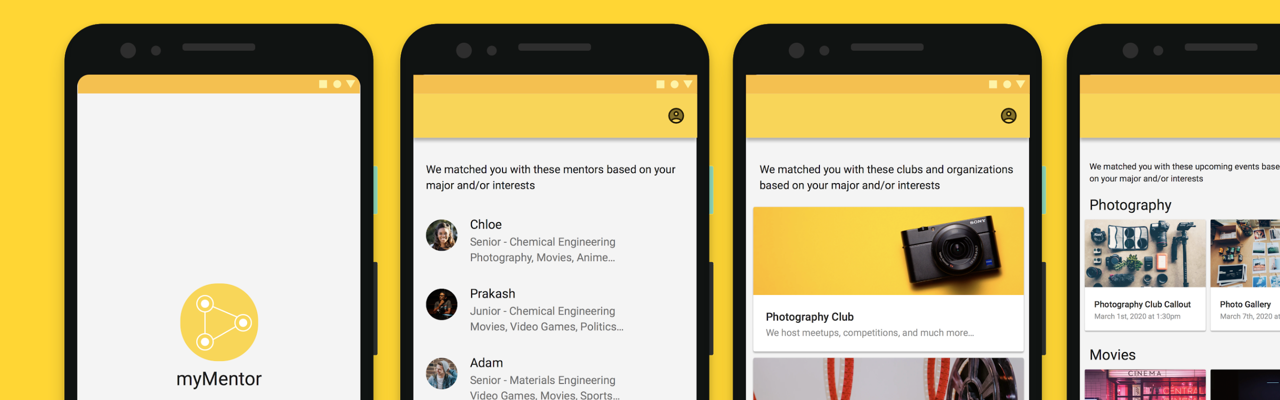 myMentor
We matched you with these mentors based on your
major and/or interests
Chloe
Senior - Chemical Engineering
Photography, Movies, Anime...
Prakash
Junior - Chemical Engineering
Movies, Video Games, Politics...
Adam
Senior - Materials Engineering
Video Games, Movies, Sports...
We matched you with these clubs and organizations
based on your major and/or interests
SONY
Photography Club
We host meetups, competitions, and much more...
We matched you with these upcoming events base
on your major and/or interests
Photography
Photography Club Callout
March 1st, 2020 at 1:30pm
Photo Gallery
March 7th, 2020 at
Movies
CINEMA
CENTRAL